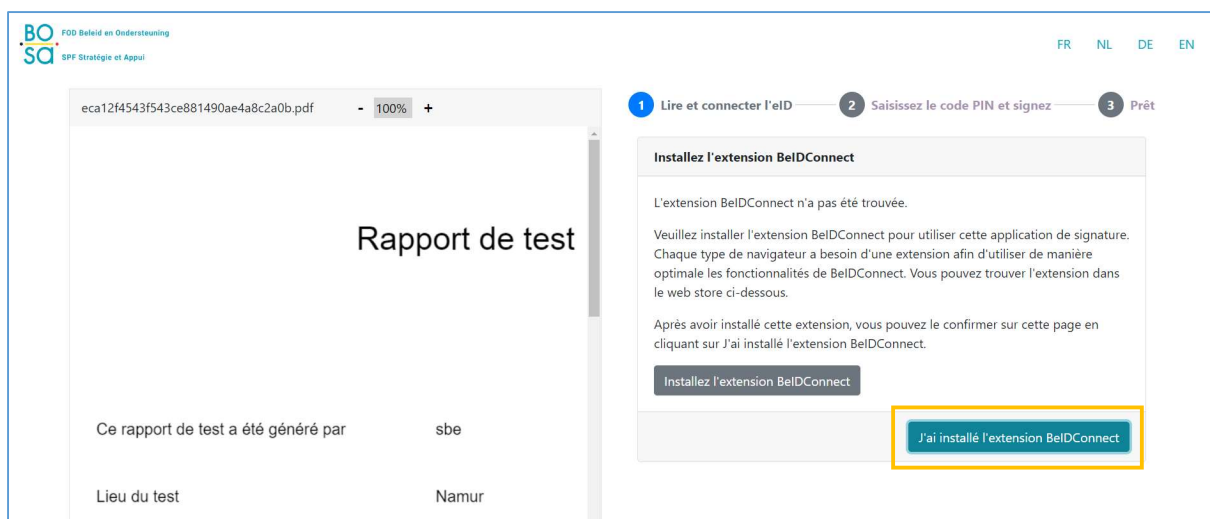 BO
SA
FOD Beleid en Ondersteuning
SPF Stratégie et Appui
FR NL DE EN
eca12f4543f543ce881490ae4a8c2a0b.pdf - 100% +
1 Lire et connecter l'eID 2 Saisissez le code PIN et signez 3 Prêt
Rapport de test
Ce rapport de test a été généré par sbe
Lieu du test Namur
Installez l'extension BeIDConnect
L'extension BeIDConnect n'a pas été trouvée.
Veuillez installer l'extension BeIDConnect pour utiliser cette application de signature.
Chaque type de navigateur a besoin d'une extension afin d'utiliser de manière
optimale les fonctionnalités de BeIDConnect. Vous pouvez trouver l'extension dans
le web store ci-dessous.
Après avoir installé cette extension, vous pouvez le confirmer sur cette page en
cliquant sur J'ai installé l'extension BeIDConnect.
Installez l'extension BeIDConnect
J'ai installé l'extension BeIDConnect